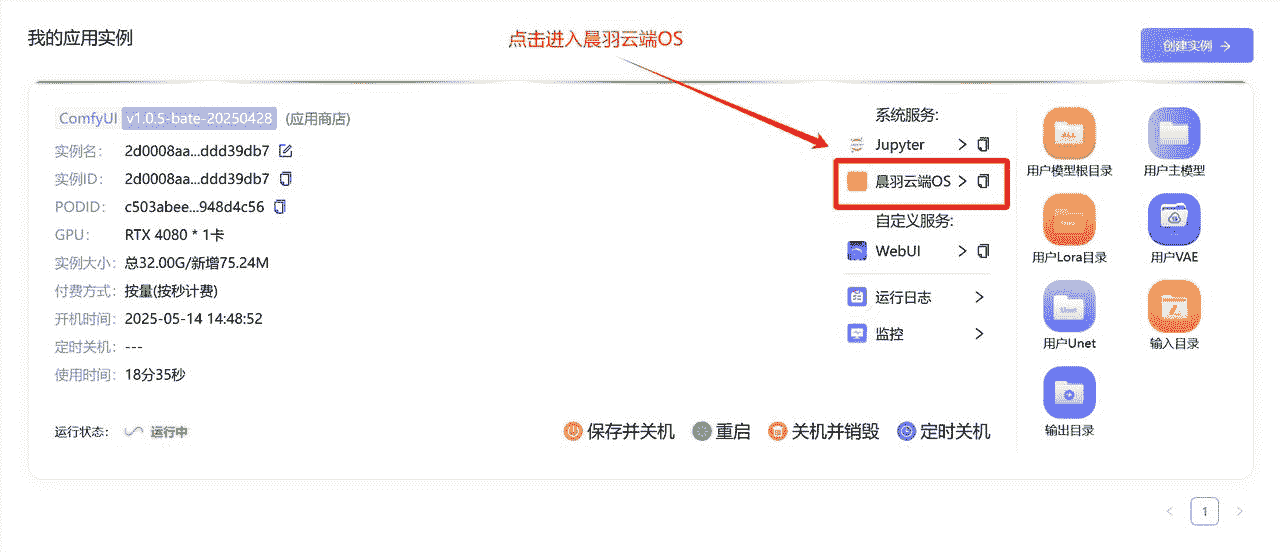 我的应用实例
点击进入晨羽云端OS
创建实例
ComfyUI v1.0.5-bate-20250428 (应用商店)
实例名: 2d0008aa...ddd39db7
实例ID: 2d0008aa...ddd39db7
PODID: c503abee...948d4c56
GPU: RTX 4080 * 1卡
实例大小: 总32.00G/新增75.24M
付费方式: 按量(按秒计费)
开机时间: 2025-05-14 14:48:52
定时关机: ---
使用时间: 18分35秒
运行状态: 运行中
保存并关机
重启
关机并销毁
定时关机
系统服务:
Jupyter
晨羽云端OS
自定义服务:
WebUI
运行日志
监控
ALL
用户模型根目录
用户主模型
用户Lora目录
用户VAE
用户Unet
输入目录
输出目录
1